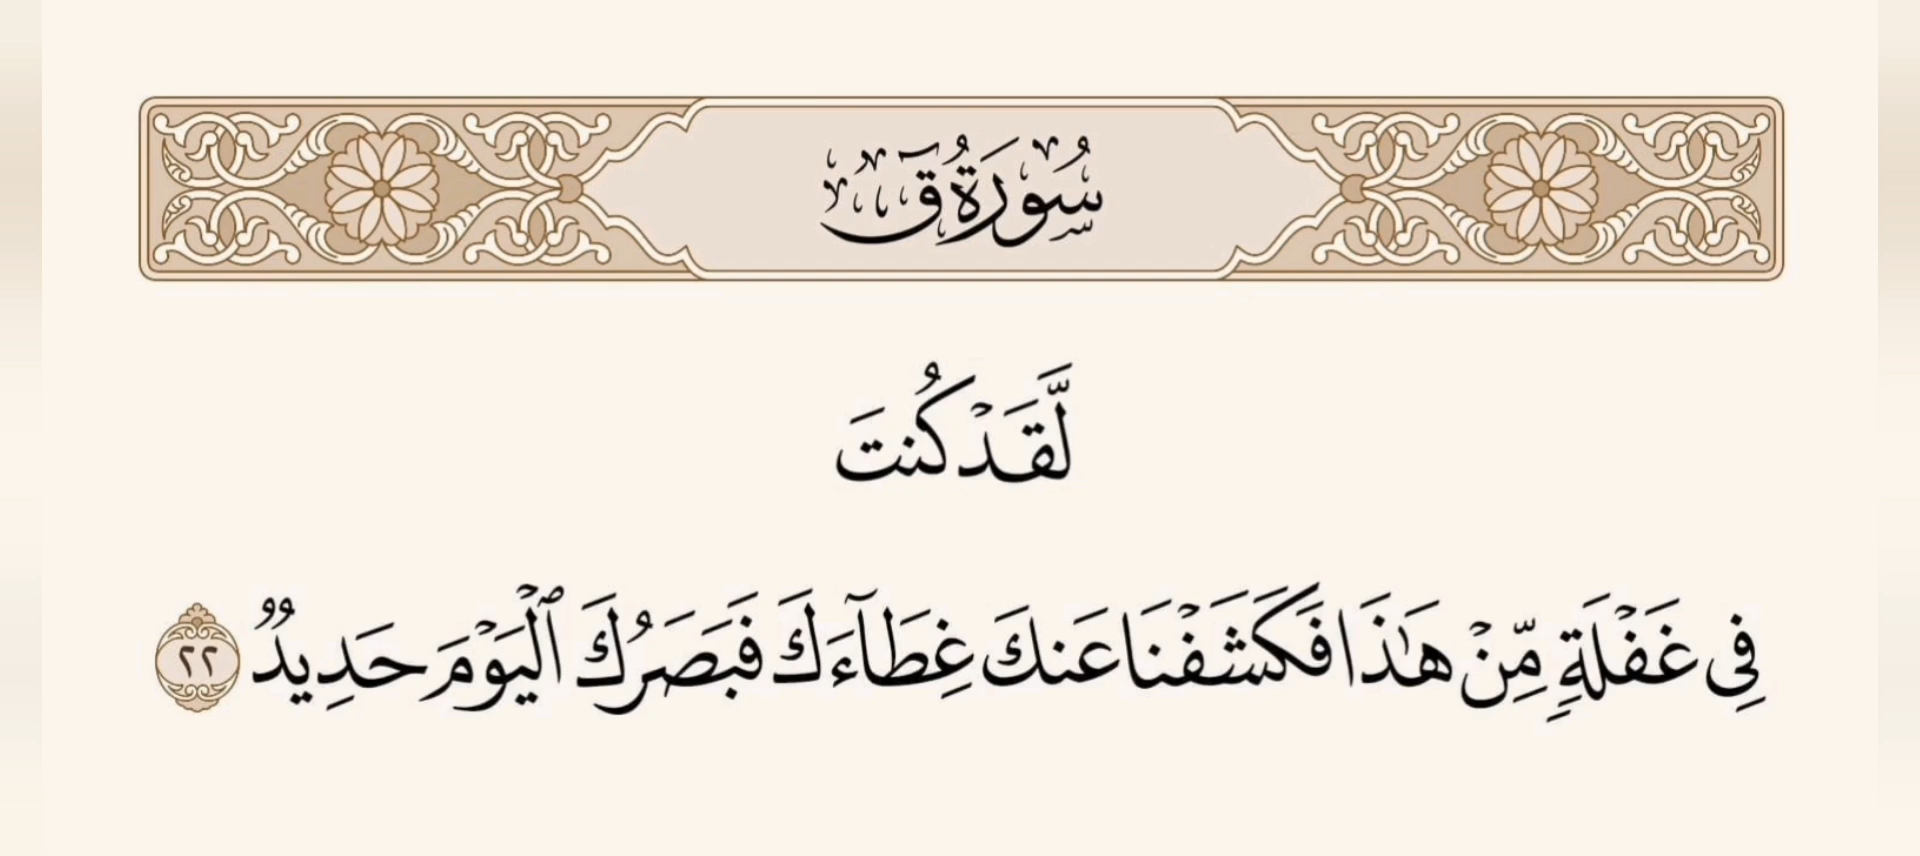 سُورَةُ قٓ
لَّقَدْ كُنتَ
فِى غَفْلَةٍ مِّنْ هَٰذَا فَكَشَفْنَا عَنكَ غِطَآءَكَ فَبَصَرُكَ ٱلْيَوْمَ حَدِيدٌ ٢٢